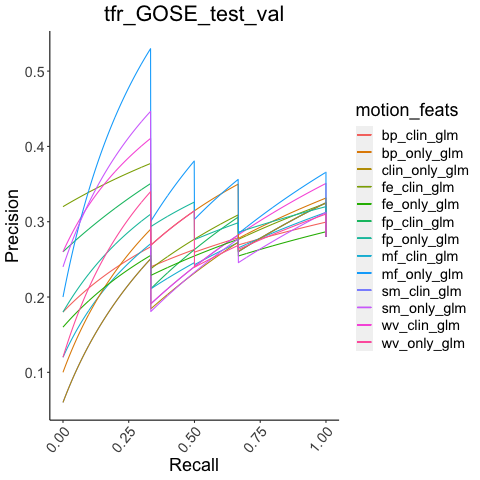 tfr_GOSE_test_val
Precision
0.5
0.4
0.3
0.2
0.1
0.00
0.25
0.50
0.75
1.00
Recall
motion_feats
bp_clin_glm
bp_only_glm
clin_only_glm
fe_clin_glm
fe_only_glm
fp_clin_glm
fp_only_glm
mf_clin_glm
mf_only_glm
sm_clin_glm
sm_only_glm
wv_clin_glm
wv_only_glm